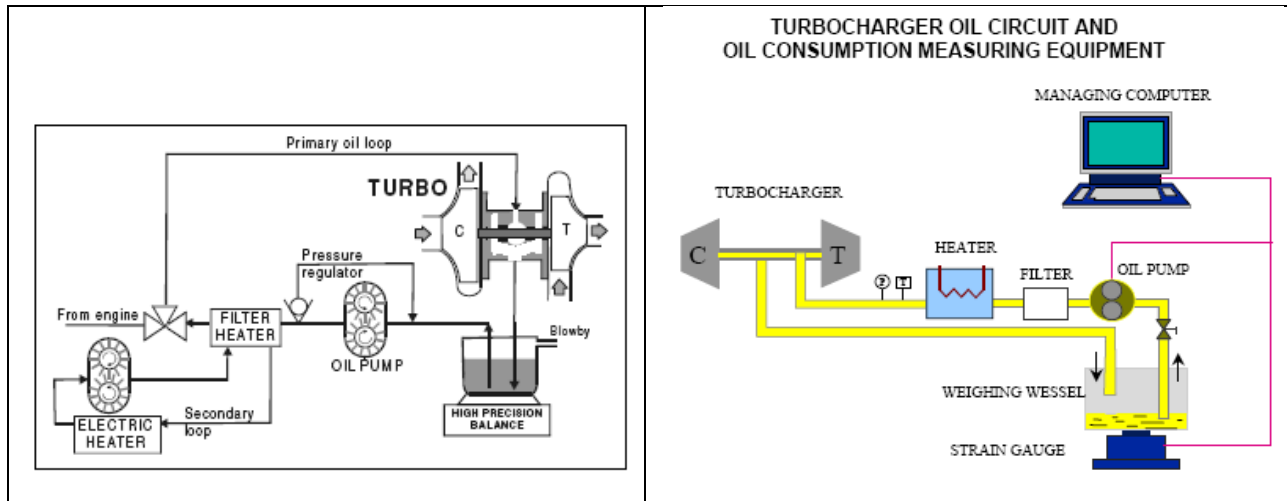 Primary oil loop
TURBO
C
T
Pressure
regulator
From engine
FILTER
HEATER
OIL PUMP
Blowby
ELECTRIC
HEATER
Secondary
loop
HIGH PRECISION
BALANCE
TURBOCHARGER OIL CIRCUIT AND
OIL CONSUMPTION MEASURING EQUIPMENT
MANAGING COMPUTER
TURBOCHARGER
C
T
HEATER
FILTER
OIL PUMP
P
T
WEIGHING WESSEL
STRAIN GAUGE